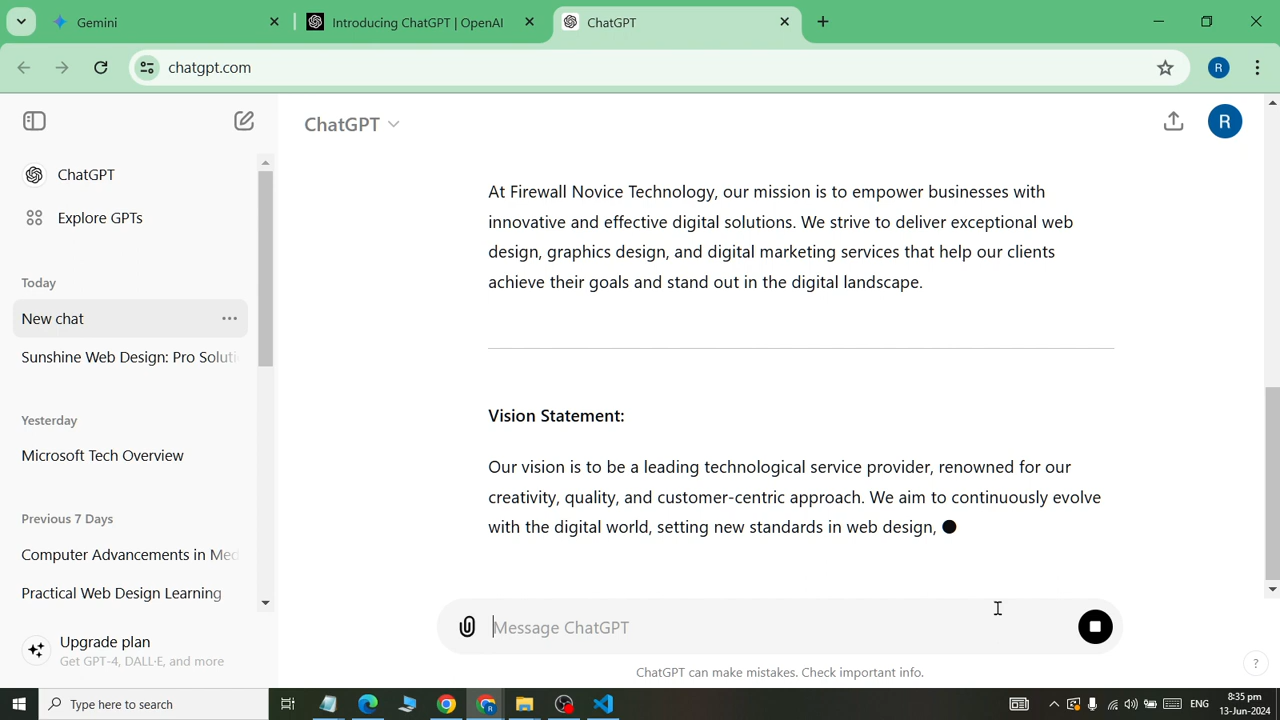 Gemini
Introducing ChatGPT | OpenAI
ChatGPT
chatgpt.com
R
ChatGPT
R
ChatGPT
Explore GPTs
Today
New chat
Sunshine Web Design: Pro Soluti
Yesterday
Microsoft Tech Overview
Previous 7 Days
Computer Advancements in Med
Practical Web Design Learning
Upgrade plan
Get GPT-4, DALL·E, and more
At Firewall Novice Technology, our mission is to empower businesses with
innovative and effective digital solutions. We strive to deliver exceptional web
design, graphics design, and digital marketing services that help our clients
achieve their goals and stand out in the digital landscape.
Vision Statement:
Our vision is to be a leading technological service provider, renowned for our
creativity, quality, and customer-centric approach. We aim to continuously evolve
with the digital world, setting new standards in web design,
Message ChatGPT
ChatGPT can make mistakes. Check important info.
?
Type here to search
R
ENG
8:35 pm
13-Jun-2024